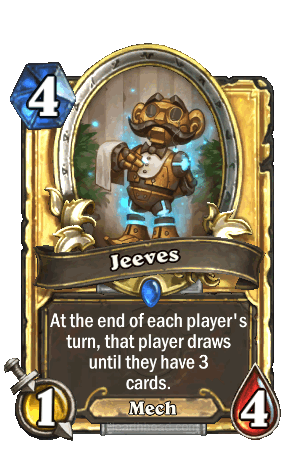 4
Jeeves
At the end of each player's
turn, that player draws
until they have 3
cards.
1
Mech
4